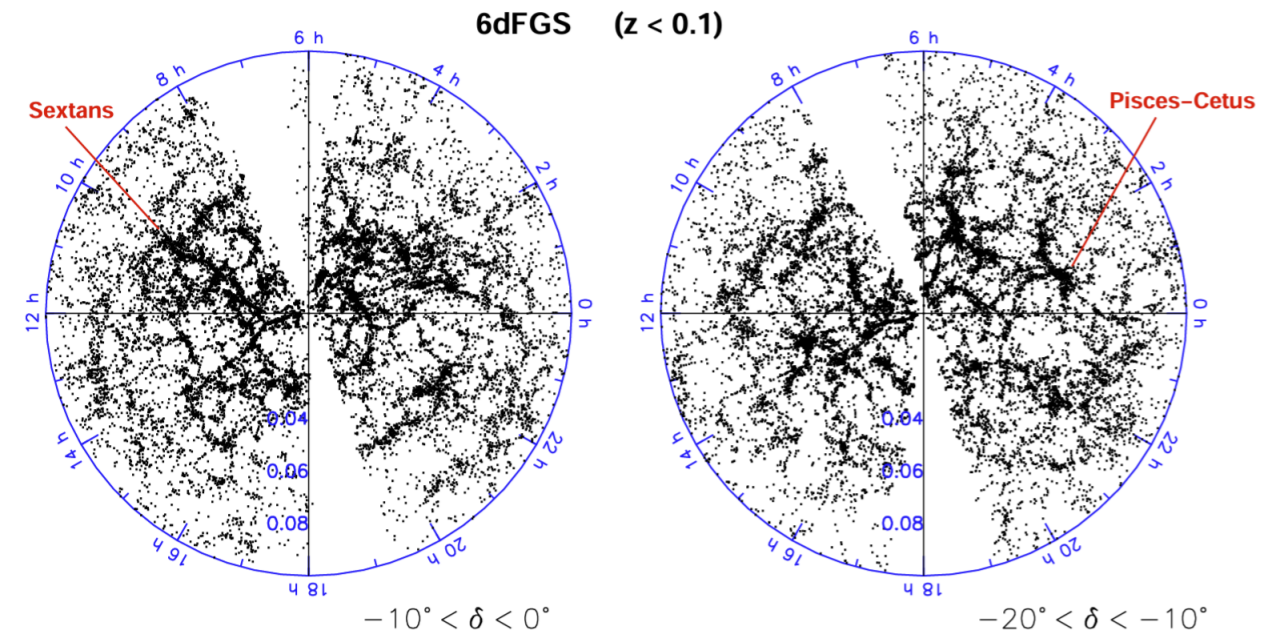 6dFGS (z < 0.1)
6 h
4 h
2 h
0 h
22 h
20 h
18 h
16 h
14 h
12 h
10 h
8 h
Sextans
0.04
0.06
0.08
−10° < δ < 0°
6 h
4 h
2 h
0 h
22 h
20 h
18 h
16 h
14 h
12 h
10 h
8 h
Pisces−Cetus
0.04
0.06
0.08
−20° < δ < −10°